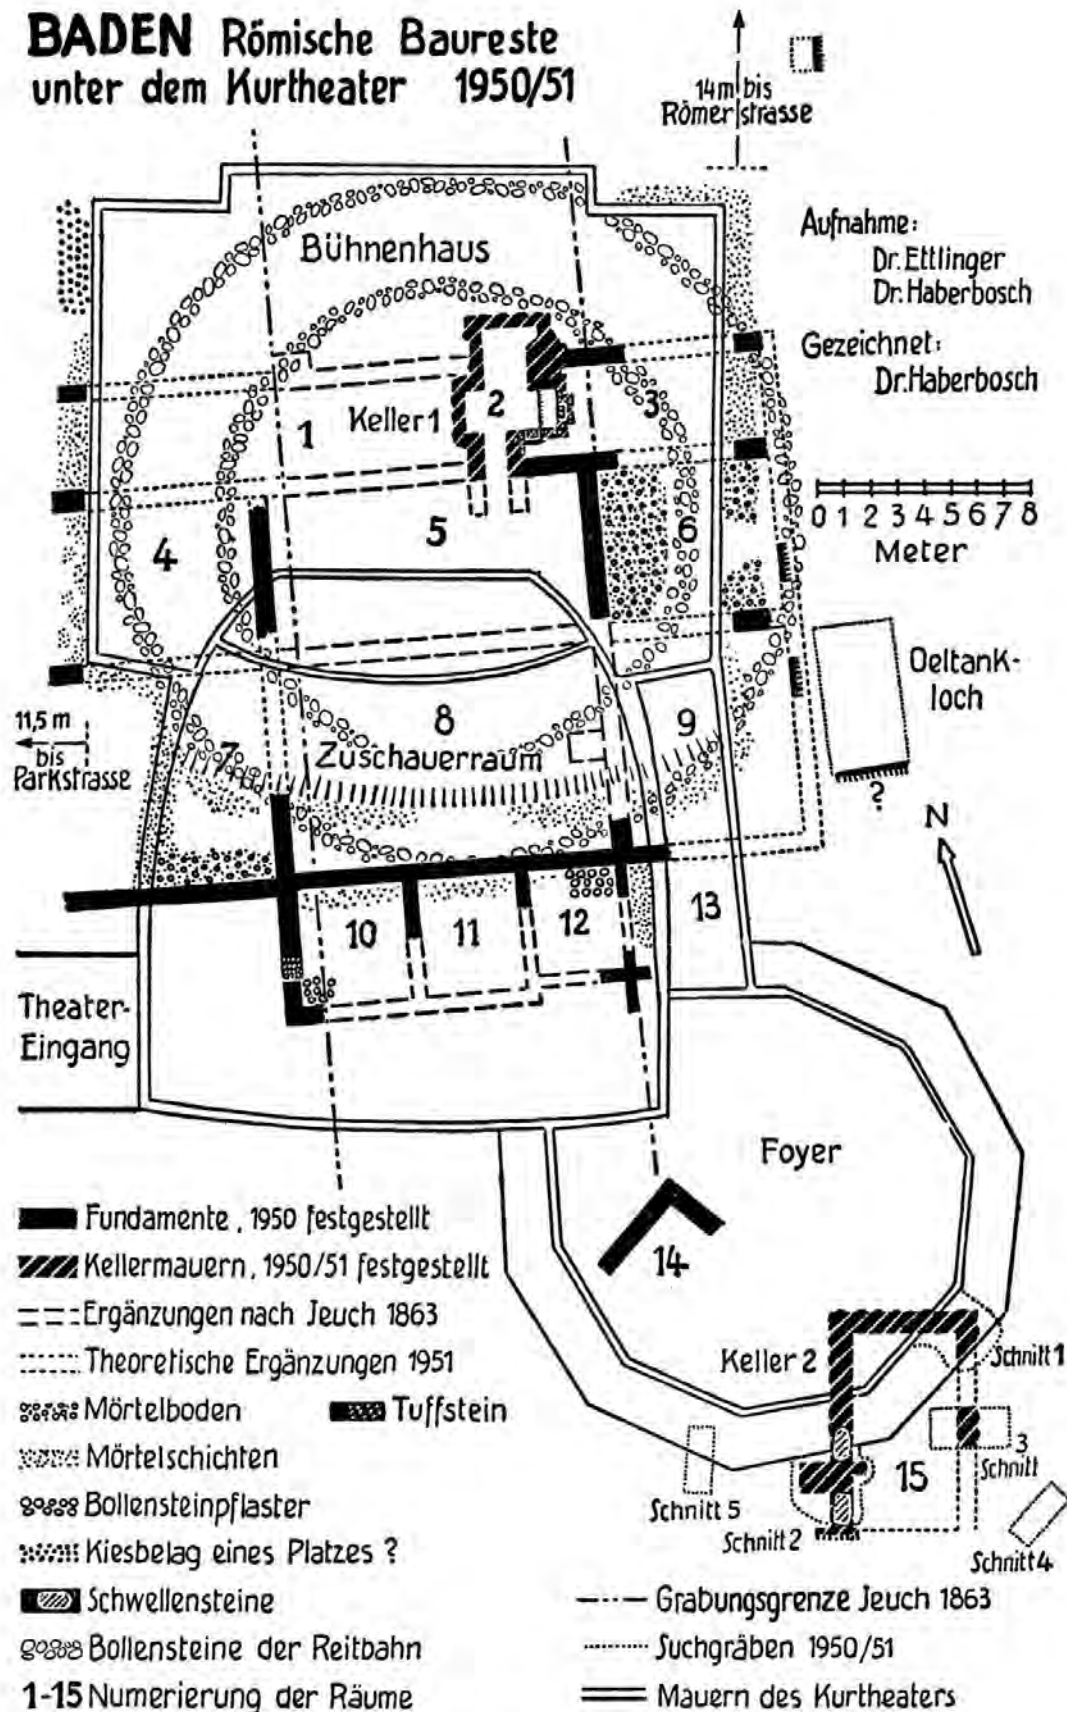 BADEN Römische Baureste
unter dem Kurtheater 1950/51
14 m bis
Römerstrasse
Aufnahme:
Dr. Ettlinger
Dr. Haberbosch
Gezeichnet:
Dr. Haberbosch
Bühnenhaus
Keller 1
1
2
3
4
5
6
0 1 2 3 4 5 6 7 8
Meter
Oeltank-
loch
?
11,5 m
bis
Parkstrasse
7
8
9
Zuschauerraum
N
10
11
12
13
Theater-
Eingang
Foyer
14
Keller 2
Schnitt 1
3
Schnitt
15
Schnitt 5
Schnitt 2
Schnitt 4
Fundamente, 1950 festgestellt
Kellermauern, 1950/51 festgestellt
Ergänzungen nach Jeuch 1863
Theoretische Ergänzungen 1951
Mörtelboden
Tuffstein
Mörtelschichten
Bollensteinpflaster
Kiesbelag eines Platzes ?
Schwellensteine
Bollensteine der Reitbahn
1-15 Numerierung der Räume
Grabungsgrenze Jeuch 1863
Suchgräben 1950/51
Mauern des Kurtheaters